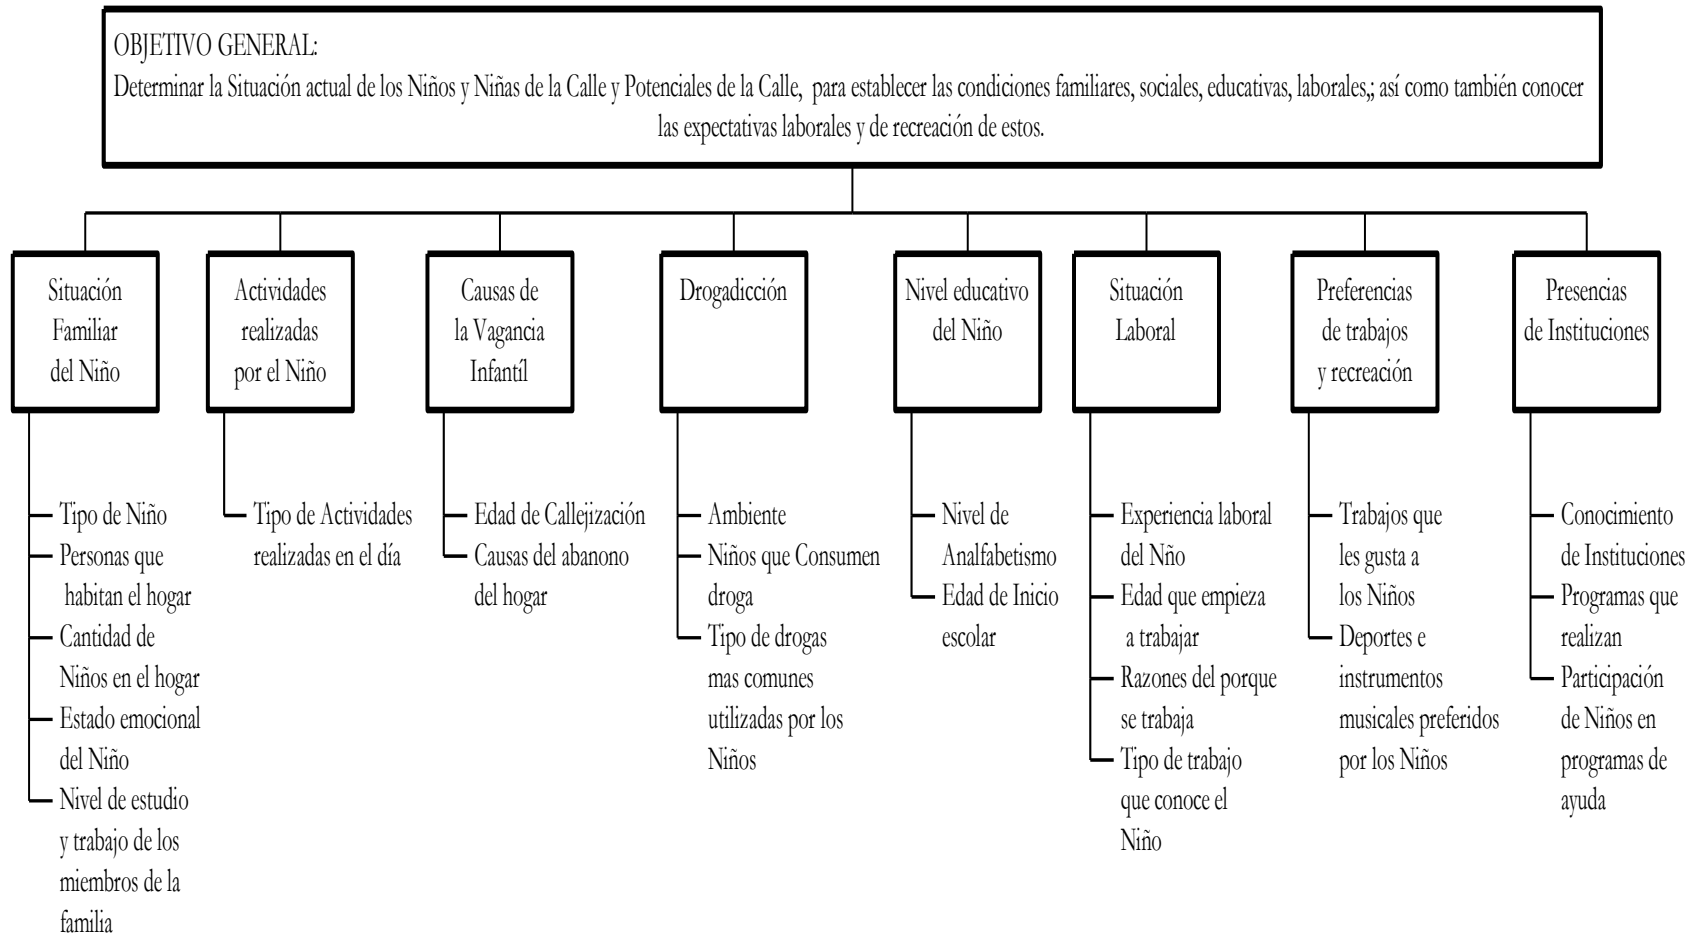 OBJETIVO GENERAL:
Determinar la Situación actual de los Niños y Niñas de la Calle y Potenciales de la Calle, para establecer las condiciones familiares, sociales, educativas, laborales,; así como también conocer
las expectativas laborales y de recreación de estos.
Situación
Familiar
del Niño
Actividades
realizadas
por el Niño
Causas de
la Vagancia
Infantíl
Drogadicción
Nivel educativo
del Niño
Situación
Laboral
Preferencias
de trabajos
y recreación
Presencias
de Instituciones
Tipo de Niño
Personas que
habitan el hogar
Cantidad de
Niños en el hogar
Estado emocional
del Niño
Nivel de estudio
y trabajo de los
miembros de la
familia
Tipo de Actividades
realizadas en el día
Edad de Callejización
Causas del abanono
del hogar
Ambiente
Niños que Consumen
droga
Tipo de drogas
mas comunes
utilizadas por los
Niños
Nivel de
Analfabetismo
Edad de Inicio
escolar
Experiencia laboral
del Nño
Edad que empieza
a trabajar
Razones del porque
se trabaja
Tipo de trabajo
que conoce el
Niño
Trabajos que
les gusta a
los Niños
Deportes e
instrumentos
musicales preferidos
por los Niños
Conocimiento
de Instituciones
Programas que
realizan
Participación
de Niños en
programas de
ayuda